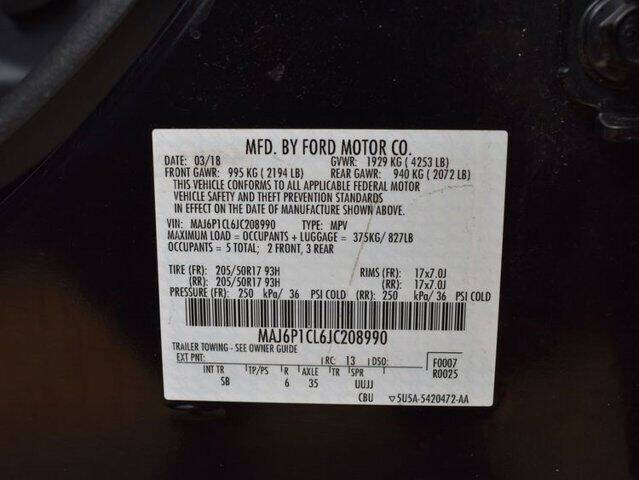 MFD. BY FORD MOTOR CO.
DATE: 03/18 GVWR: 1929 KG ( 4253 LB)
FRONT GAWR: 995 KG ( 2194 LB) REAR GAWR: 940 KG ( 2072 LB)
THIS VEHICLE CONFORMS TO ALL APPLICABLE FEDERAL MOTOR
VEHICLE SAFETY AND THEFT PREVENTION STANDARDS
IN EFFECT ON THE DATE OF MANUFACTURE SHOWN ABOVE.
VIN: MAJ6P1CL6JC208990 TYPE: MPV
MAXIMUM LOAD = OCCUPANTS + LUGGAGE = 375KG/ 827LB
OCCUPANTS = 5 TOTAL; 2 FRONT, 3 REAR
TIRE (FR): 205/50R17 93H RIMS (FR): 17x7.0J
(RR): 205/50R17 93H (RR): 17x7.0J
PRESSURE (FR): 250 kPa/ 36 PSI COLD (RR): 250 kPa/ 36 PSI COLD
MAJ6P1CL6JC208990
TRAILER TOWING - SEE OWNER GUIDE
EXT PNT: RC: 13 DSO: F0007
INT TR TP/PS R AXLE TR SPR R0025
SB 6 35 UUJJ
CBU ▽5U5A-5420472-AA